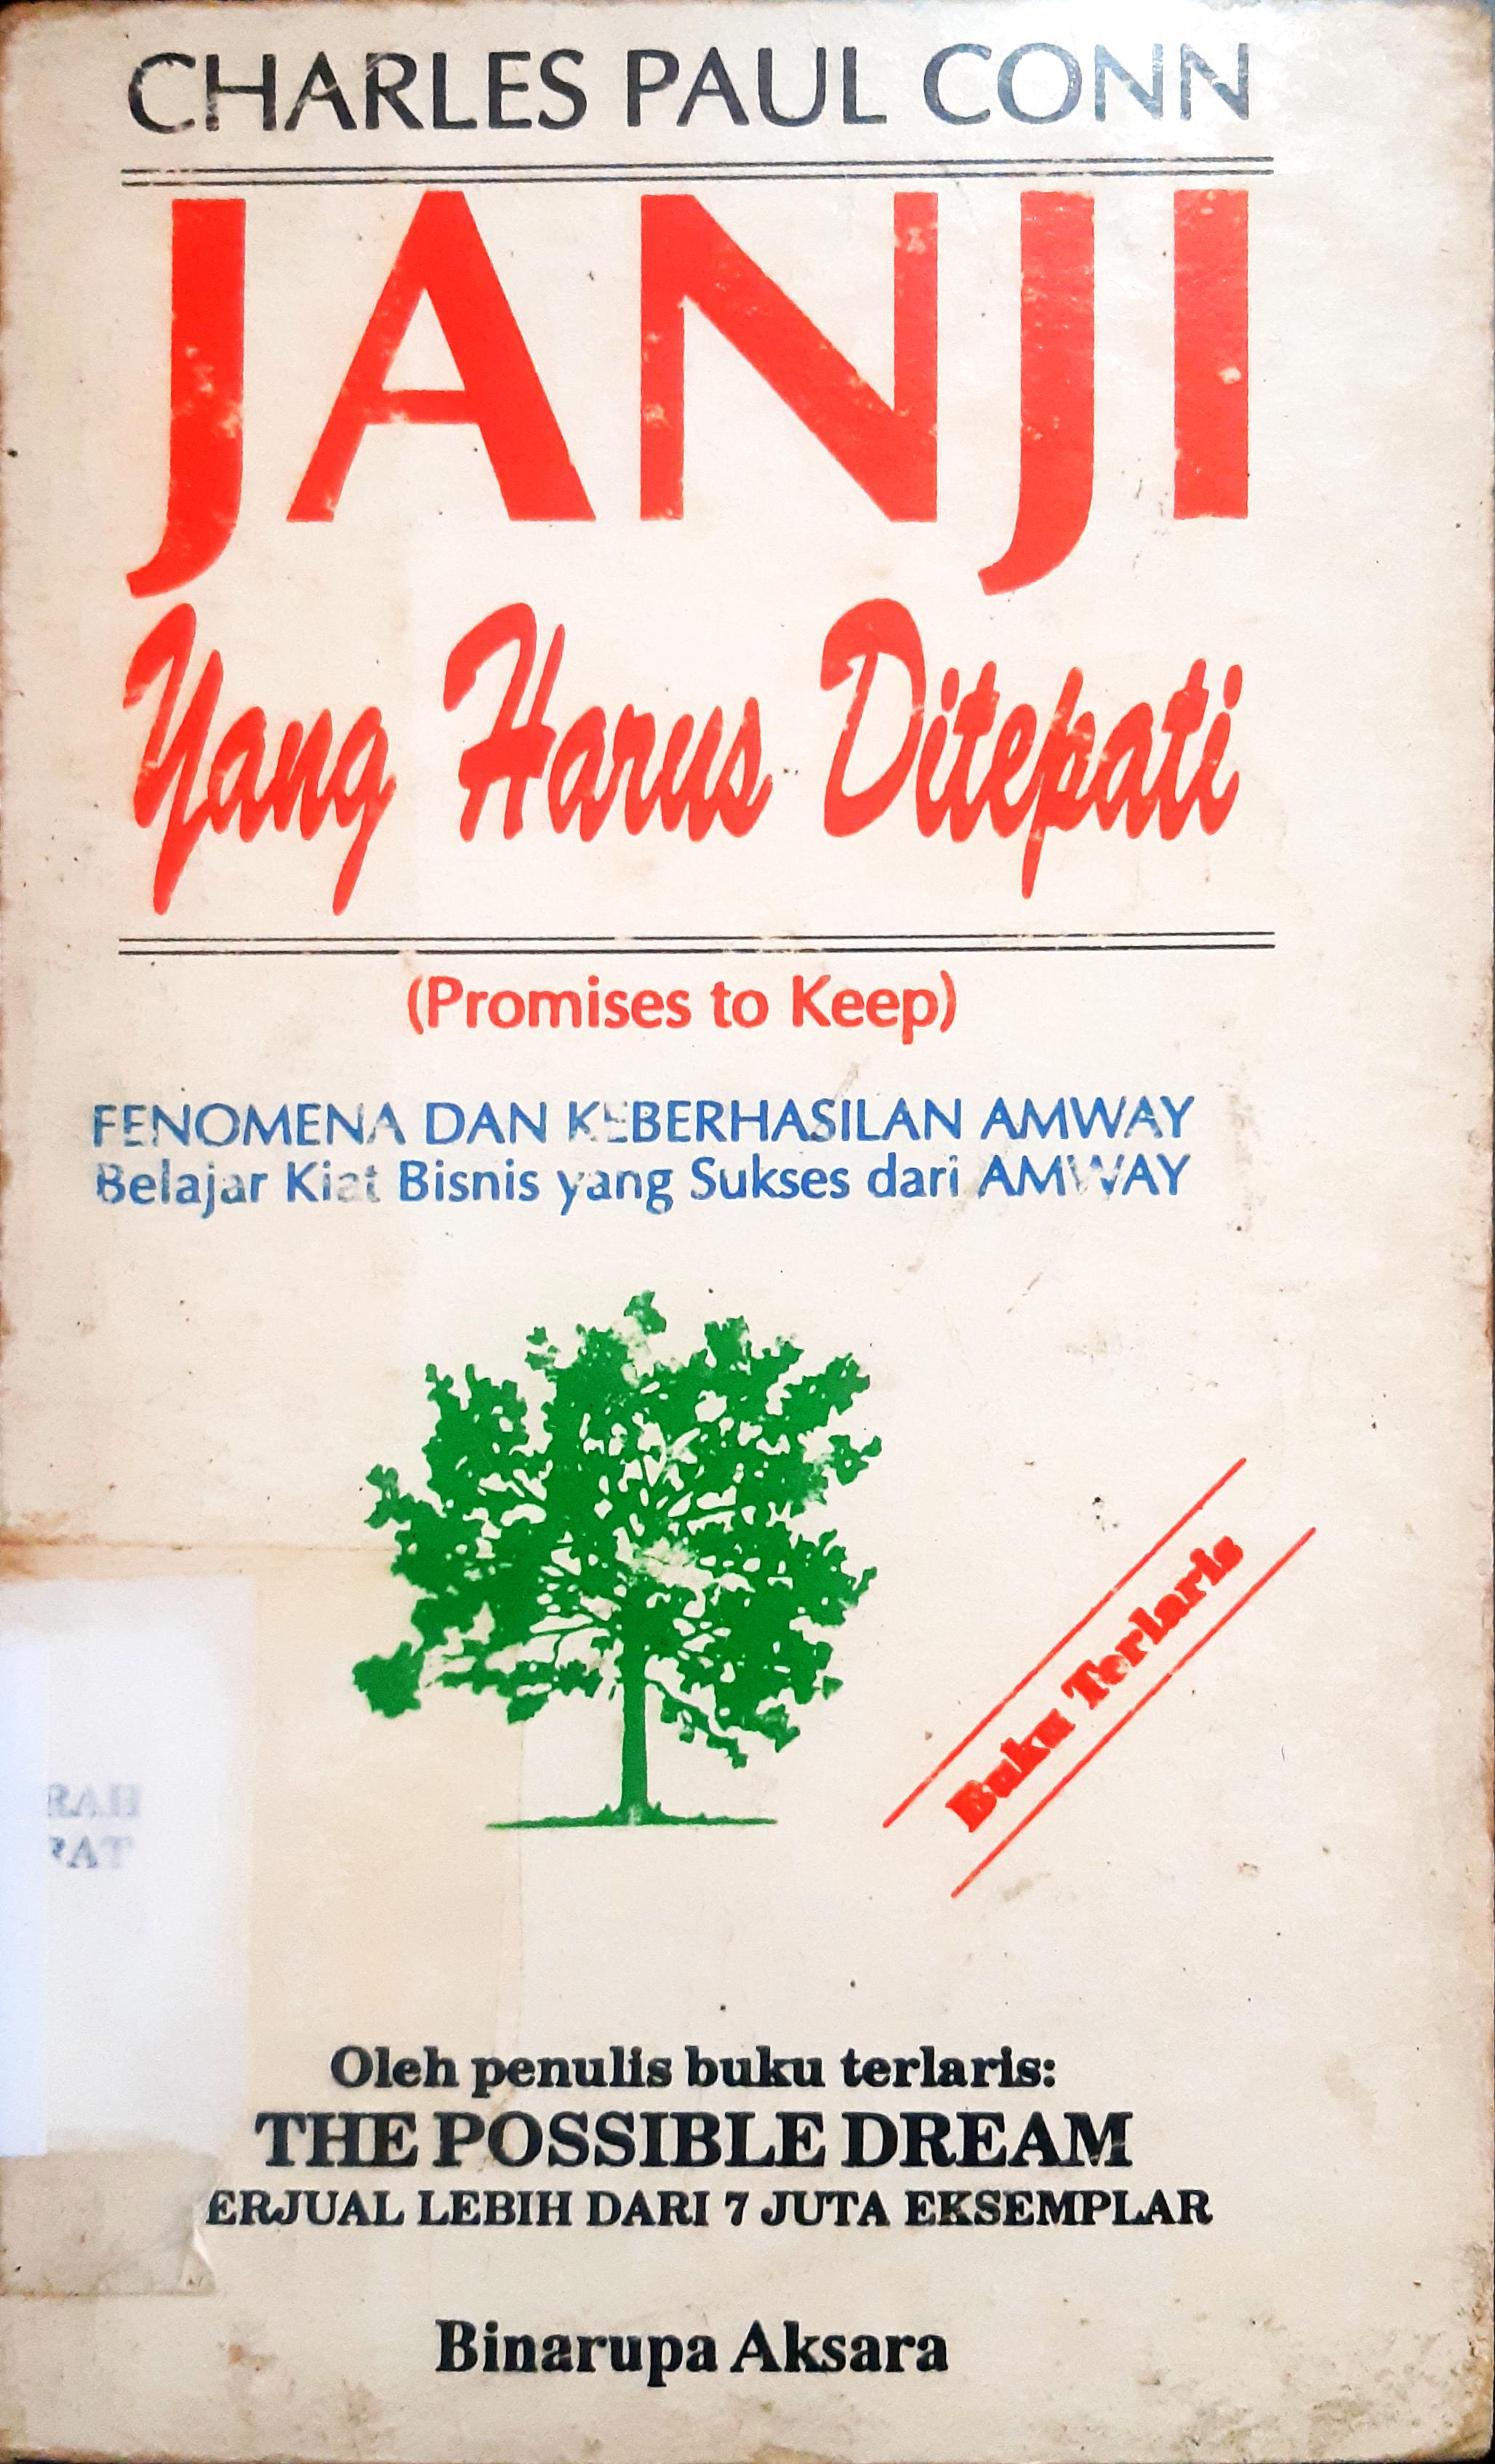 CHARLES PAUL CONN
JANJI
Yang Harus Ditepati
(Promises to Keep)
FENOMENA DAN KEBERHASILAN AMWAY
Belajar Kiat Bisnis yang Sukses dari AMWAY
Buku Terlaris
Oleh penulis buku terlaris:
THE POSSIBLE DREAM
ERJUAL LEBIH DARI 7 JUTA EKSEMPLAR
Binarupa Aksara